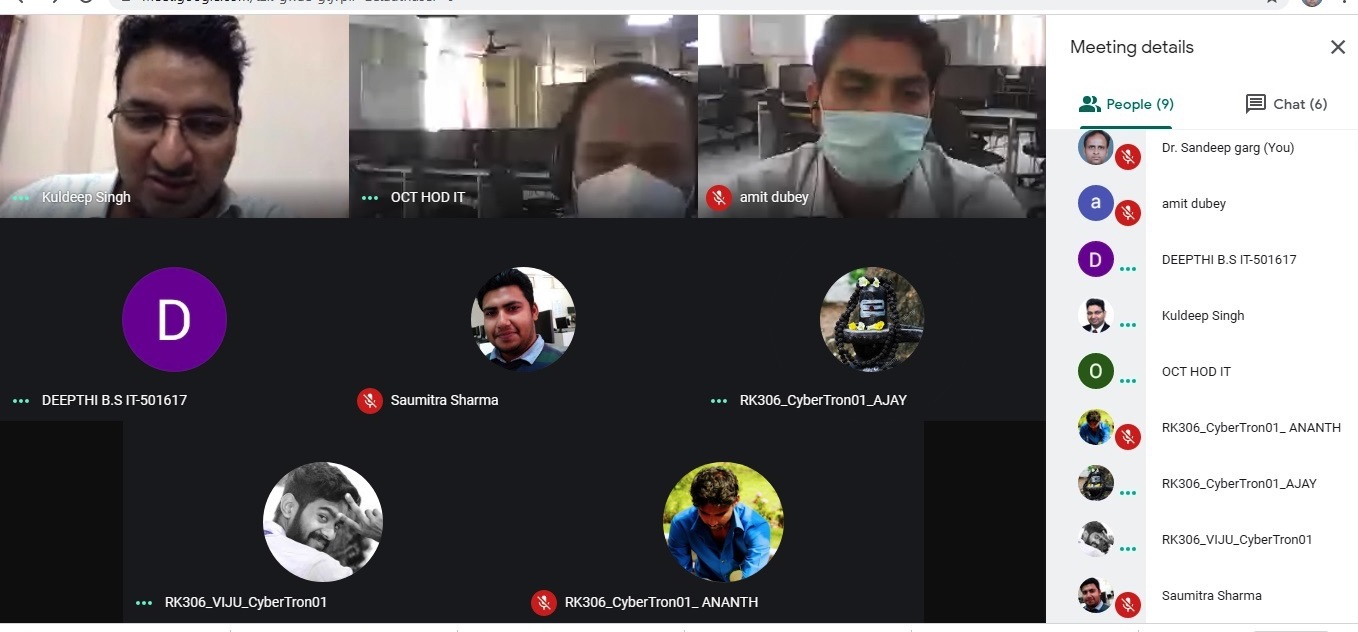 Kuldeep Singh
OCT HOD IT
amit dubey
D
DEEPTHI B.S IT-501617
Saumitra Sharma
RK306_CyberTron01_AJAY
RK306_VIJU_CyberTron01
RK306_CyberTron01_ ANANTH
Meeting details
People (9)
Chat (6)
Dr. Sandeep garg (You)
a
amit dubey
D
DEEPTHI B.S IT-501617
Kuldeep Singh
O
OCT HOD IT
RK306_CyberTron01_ ANANTH
RK306_CyberTron01_AJAY
RK306_VIJU_CyberTron01
Saumitra Sharma